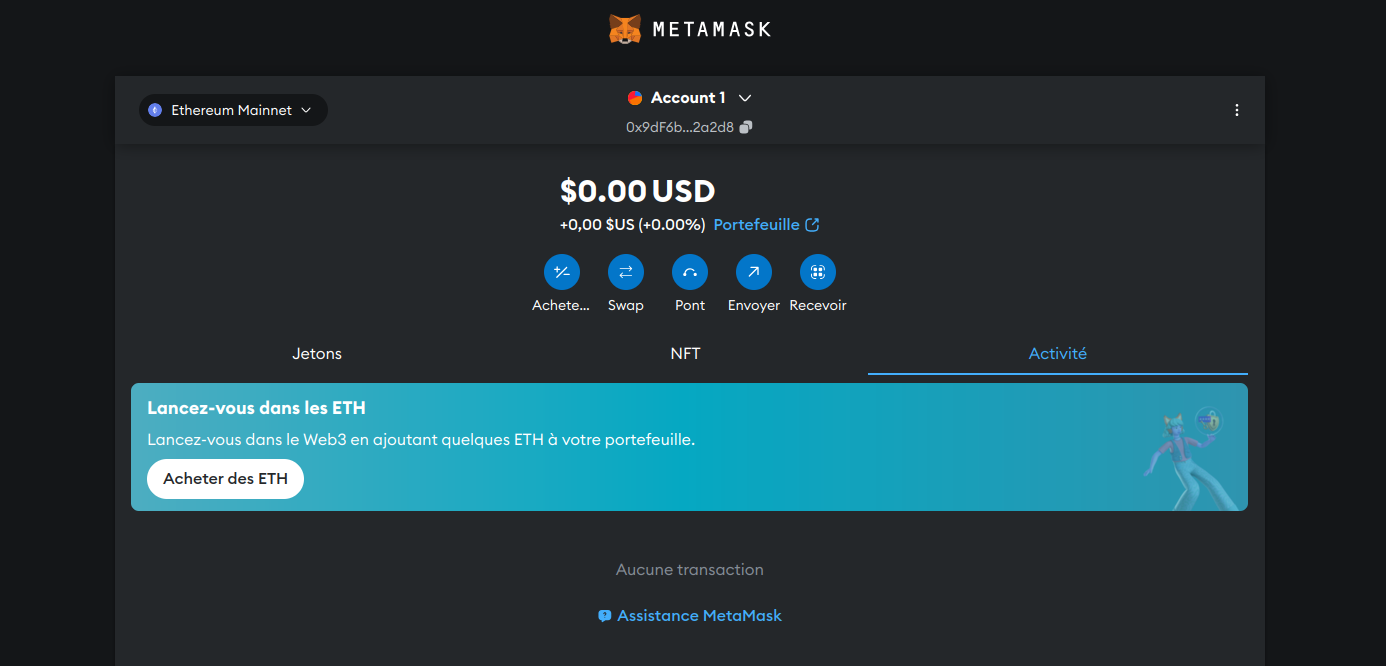 METAMASK
Ethereum Mainnet
Account 1
0x9dF6b...2a2d8
$0.00 USD
+0,00 $US (+0.00%) Portefeuille
Achete... Swap Pont Envoyer Recevoir
Jetons NFT Activité
Lancez-vous dans les ETH
Lancez-vous dans le Web3 en ajoutant quelques ETH à votre portefeuille.
Acheter des ETH
Aucune transaction
Assistance MetaMask